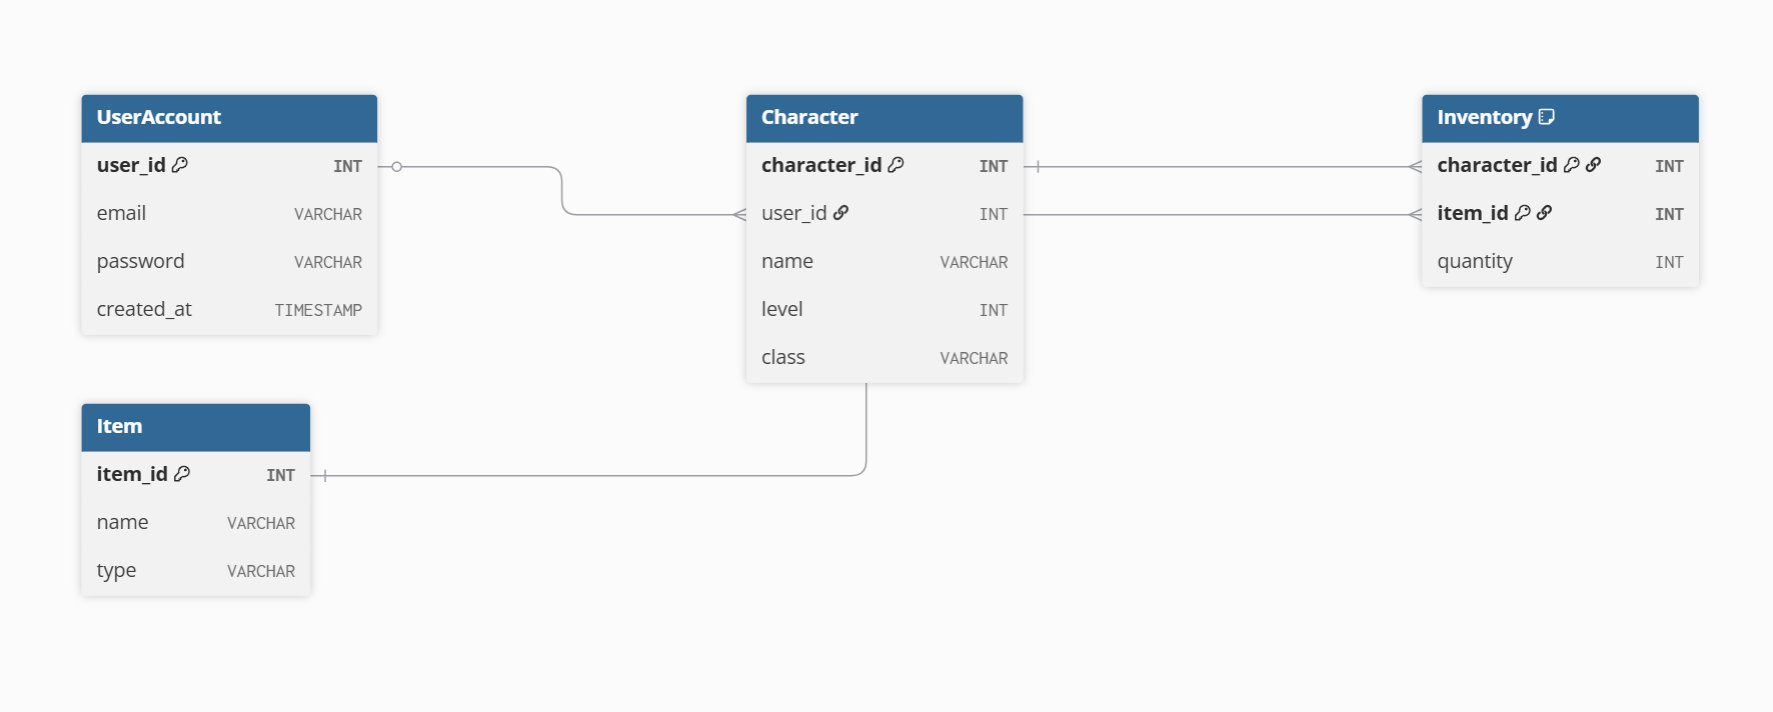 UserAccount
user_id INT
email VARCHAR
password VARCHAR
created_at TIMESTAMP
Character
character_id INT
user_id INT
name VARCHAR
level INT
class VARCHAR
Inventory
character_id INT
item_id INT
quantity INT
Item
item_id INT
name VARCHAR
type VARCHAR